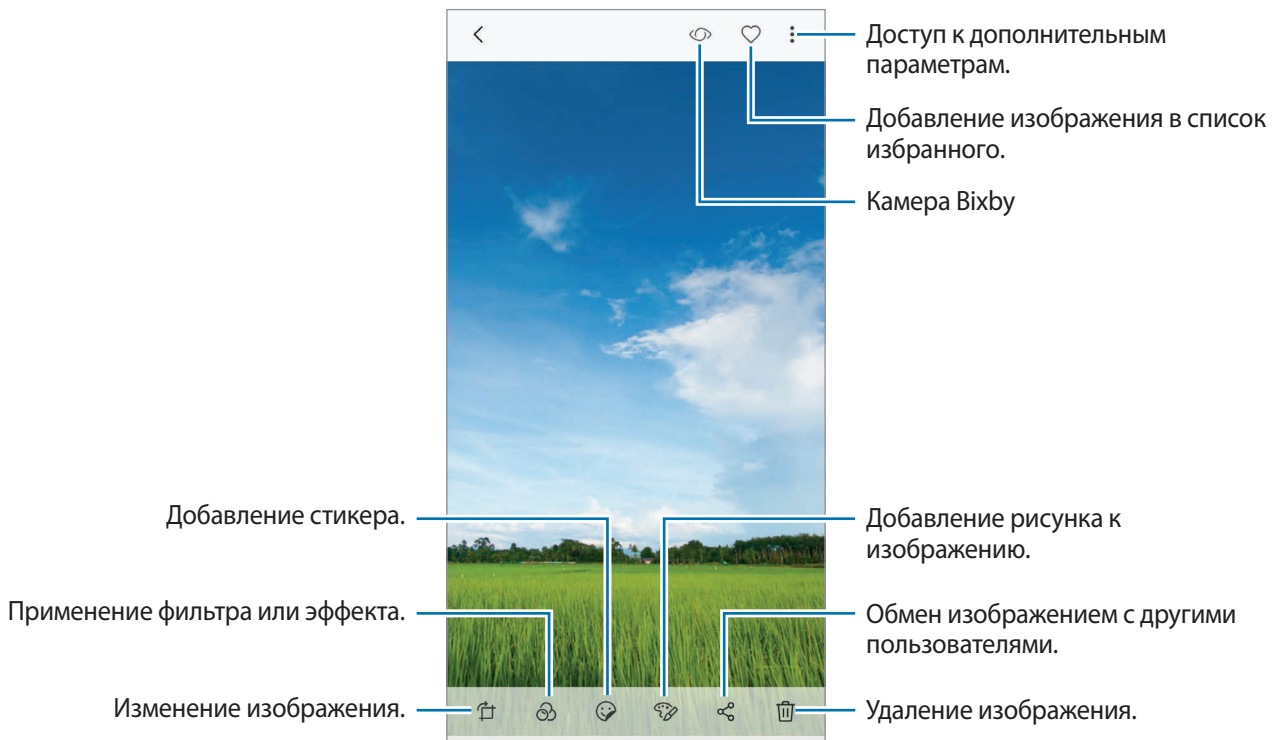 Доступ к дополнительным
параметрам.
Добавление изображения в список
избранного.
Камера Bixby
Добавление стикера.
Добавление рисунка к
изображению.
Применение фильтра или эффекта.
Обмен изображением с другими
пользователями.
Изменение изображения.
Удаление изображения.